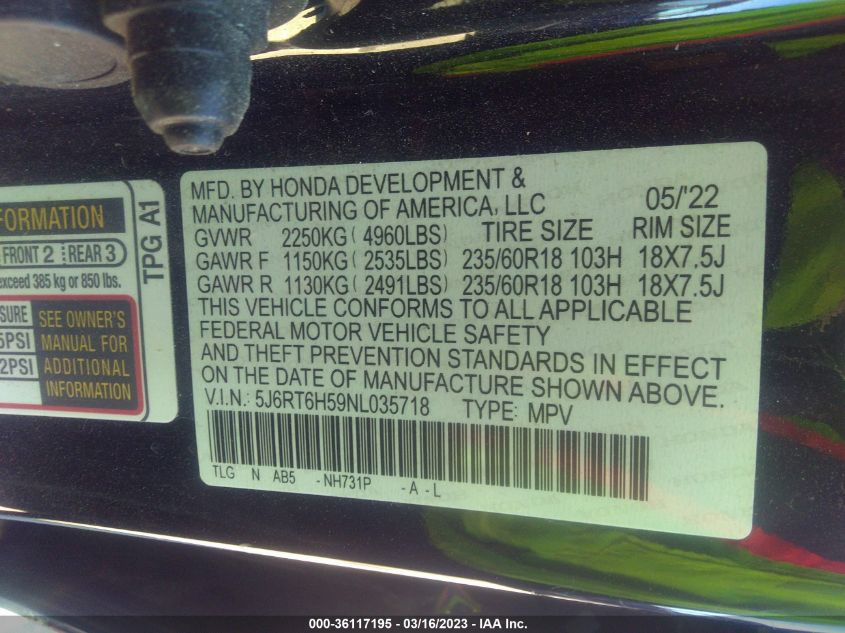 FORMATION
FRONT 2 REAR 3
exceed 385 kg or 850 lbs.
TPG A1
SURE
5PSI
2PSI
SEE OWNER'S
MANUAL FOR
ADDITIONAL
INFORMATION
MFD. BY HONDA DEVELOPMENT &
MANUFACTURING OF AMERICA, LLC 05/'22
GVWR 2250KG ( 4960LBS) TIRE SIZE RIM SIZE
GAWR F 1150KG ( 2535LBS) 235/60R18 103H 18X7.5J
GAWR R 1130KG ( 2491LBS) 235/60R18 103H 18X7.5J
THIS VEHICLE CONFORMS TO ALL APPLICABLE
FEDERAL MOTOR VEHICLE SAFETY
AND THEFT PREVENTION STANDARDS IN EFFECT
ON THE DATE OF MANUFACTURE SHOWN ABOVE.
V.I.N.: 5J6RT6H59NL035718 TYPE: MPV
TLG N AB5 -NH731P -A-L
000-36117195 - 03/16/2023 - IAA Inc.